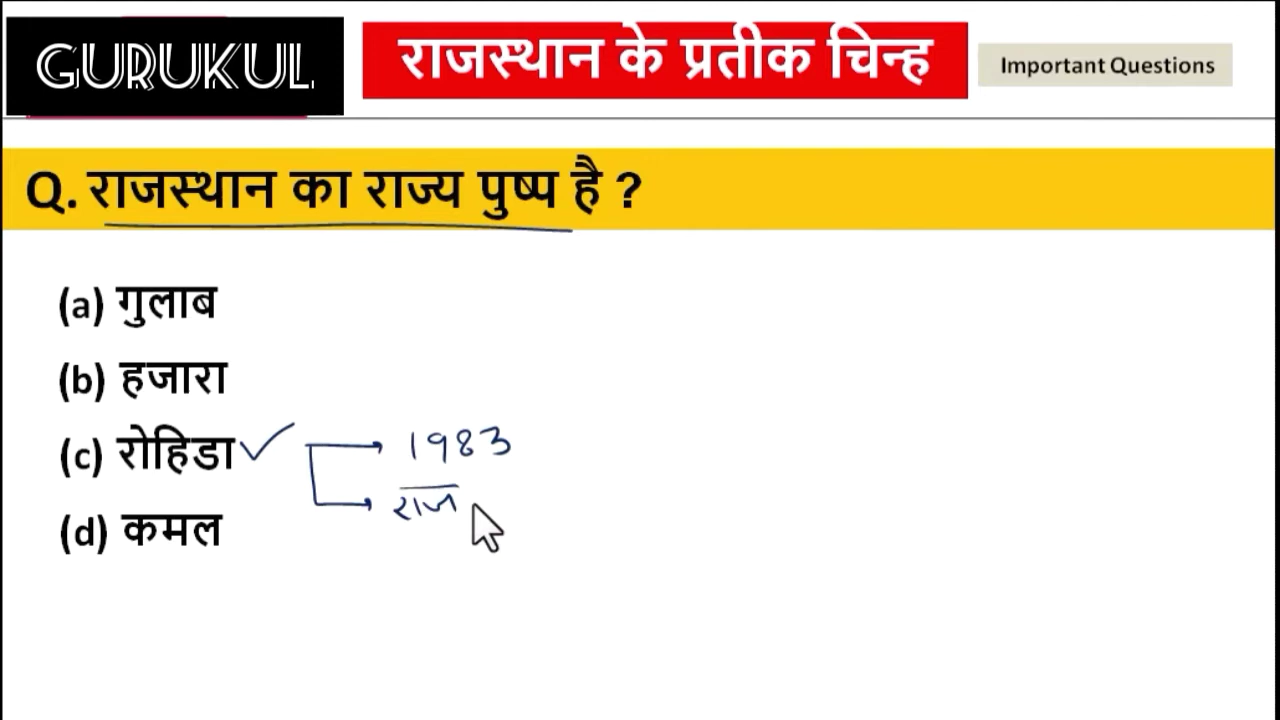 GURUKUL
राजस्थान के प्रतीक चिन्ह
Important Questions
Q. राजस्थान का राज्य पुष्प है ?
(a) गुलाब
(b) हजारा
(c) रोहिडा
1983
राज
(d) कमल